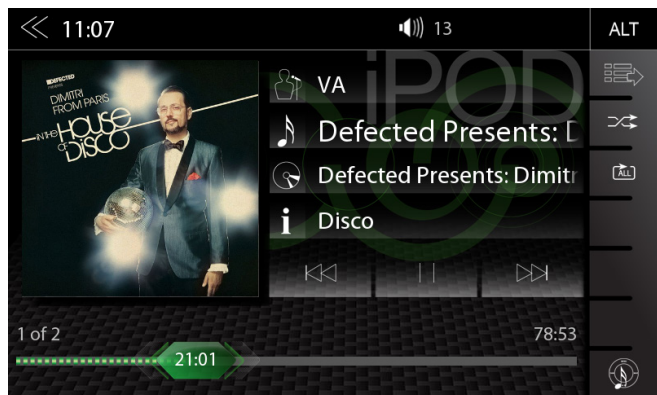 11:07
13
ALT
iPOD
DEFECTED
PRESENTS
DIMITRI
FROM PARIS
IN THE HOUSE
OF DISCO
VA
Defected Presents: D
Defected Presents: Dimitr
i
Disco
ALL
1 of 2
78:53
21:01